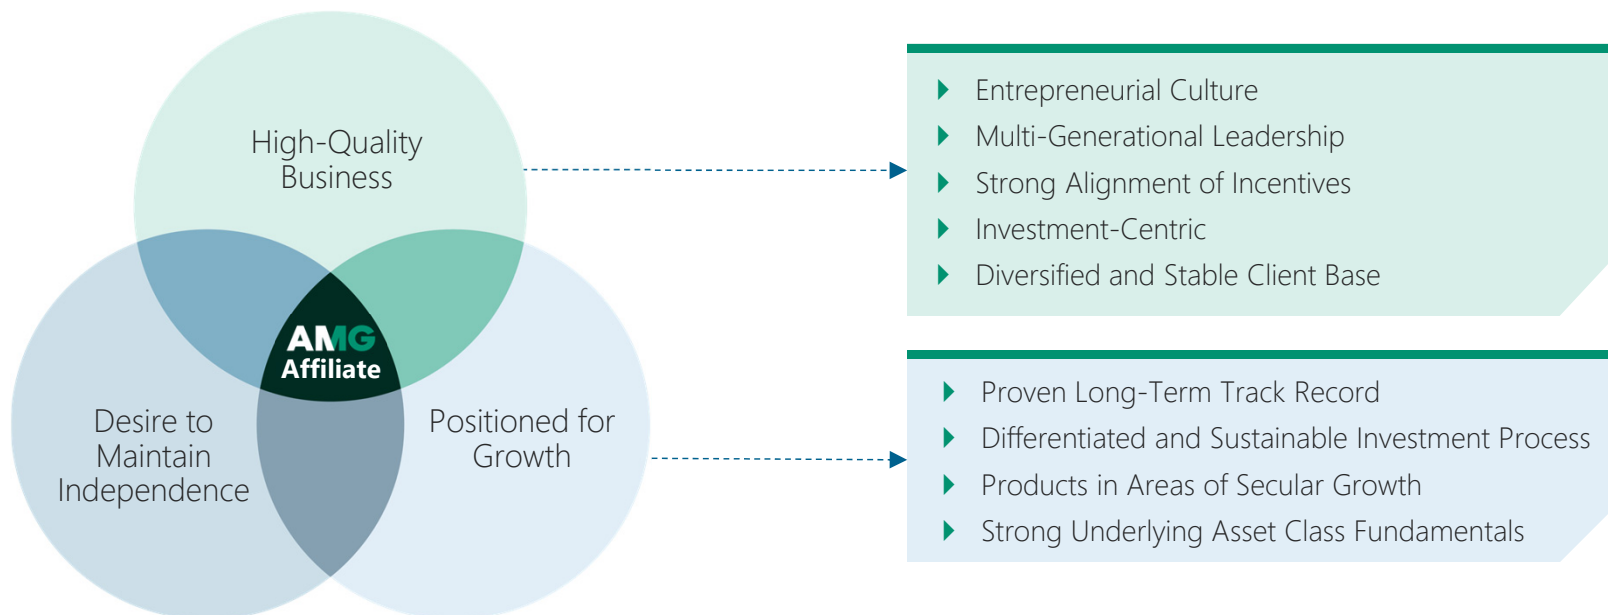 High-Quality
Business
AMG
Affiliate
Desire to
Maintain
Independence
Positioned for
Growth
Entrepreneurial Culture
Multi-Generational Leadership
Strong Alignment of Incentives
Investment-Centric
Diversified and Stable Client Base
Proven Long-Term Track Record
Differentiated and Sustainable Investment Process
Products in Areas of Secular Growth
Strong Underlying Asset Class Fundamentals